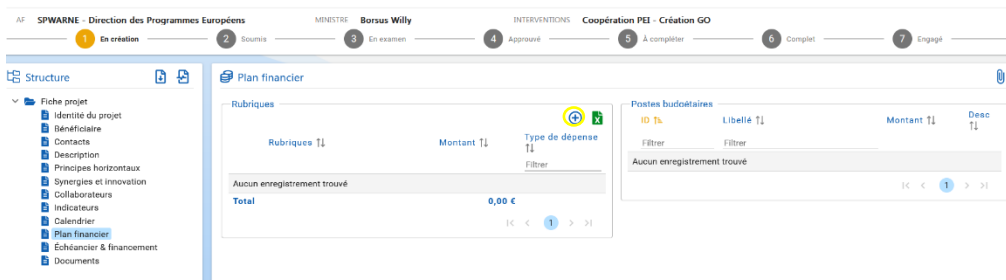 AF SPWARNE - Direction des Programmes Européens MINISTRE Borsus Willy INTERVENTIONS Coopération PEI - Création GO
1 En création 2 Soumis 3 En examen 4 Approuvé 5 À compléter 6 Complet 7 Engagé
Structure
Fiche projet
Identité du projet
Bénéficiaire
Contacts
Description
Principes horizontaux
Synergies et innovation
Collaborateurs
Indicateurs
Calendrier
Plan financier
Échéancier & financement
Documents
Plan financier
Rubriques
Rubriques Montant Type de dépense
Filtrer
Aucun enregistrement trouvé
Total 0,00 €
1
Postes budgétaires
ID Libellé Montant Desc
Filtrer Filtrer
Aucun enregistrement trouvé
1